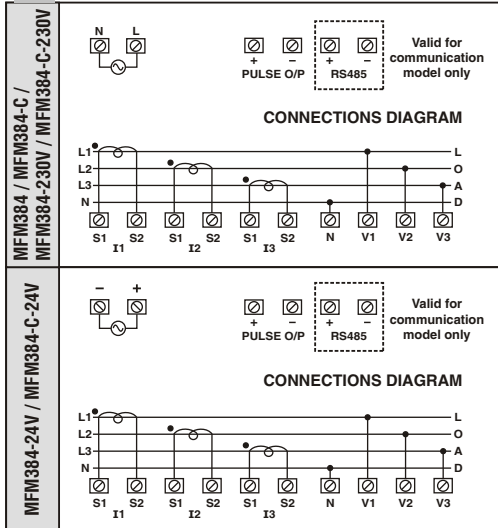 MFM384 / MFM384-C /
MFM384-230V / MFM384-C-230V
N L
+ – + –
PULSE O/P RS485
Valid for
communication
model only
CONNECTIONS DIAGRAM
L1 L
L2 O
L3 A
N D
S1 S2 S1 S2 S1 S2 N V1 V2 V3
I1 I2 I3
MFM384-24V / MFM384-C-24V
– +
+ – + –
PULSE O/P RS485
Valid for
communication
model only
CONNECTIONS DIAGRAM
L1 L
L2 O
L3 A
N D
S1 S2 S1 S2 S1 S2 N V1 V2 V3
I1 I2 I3